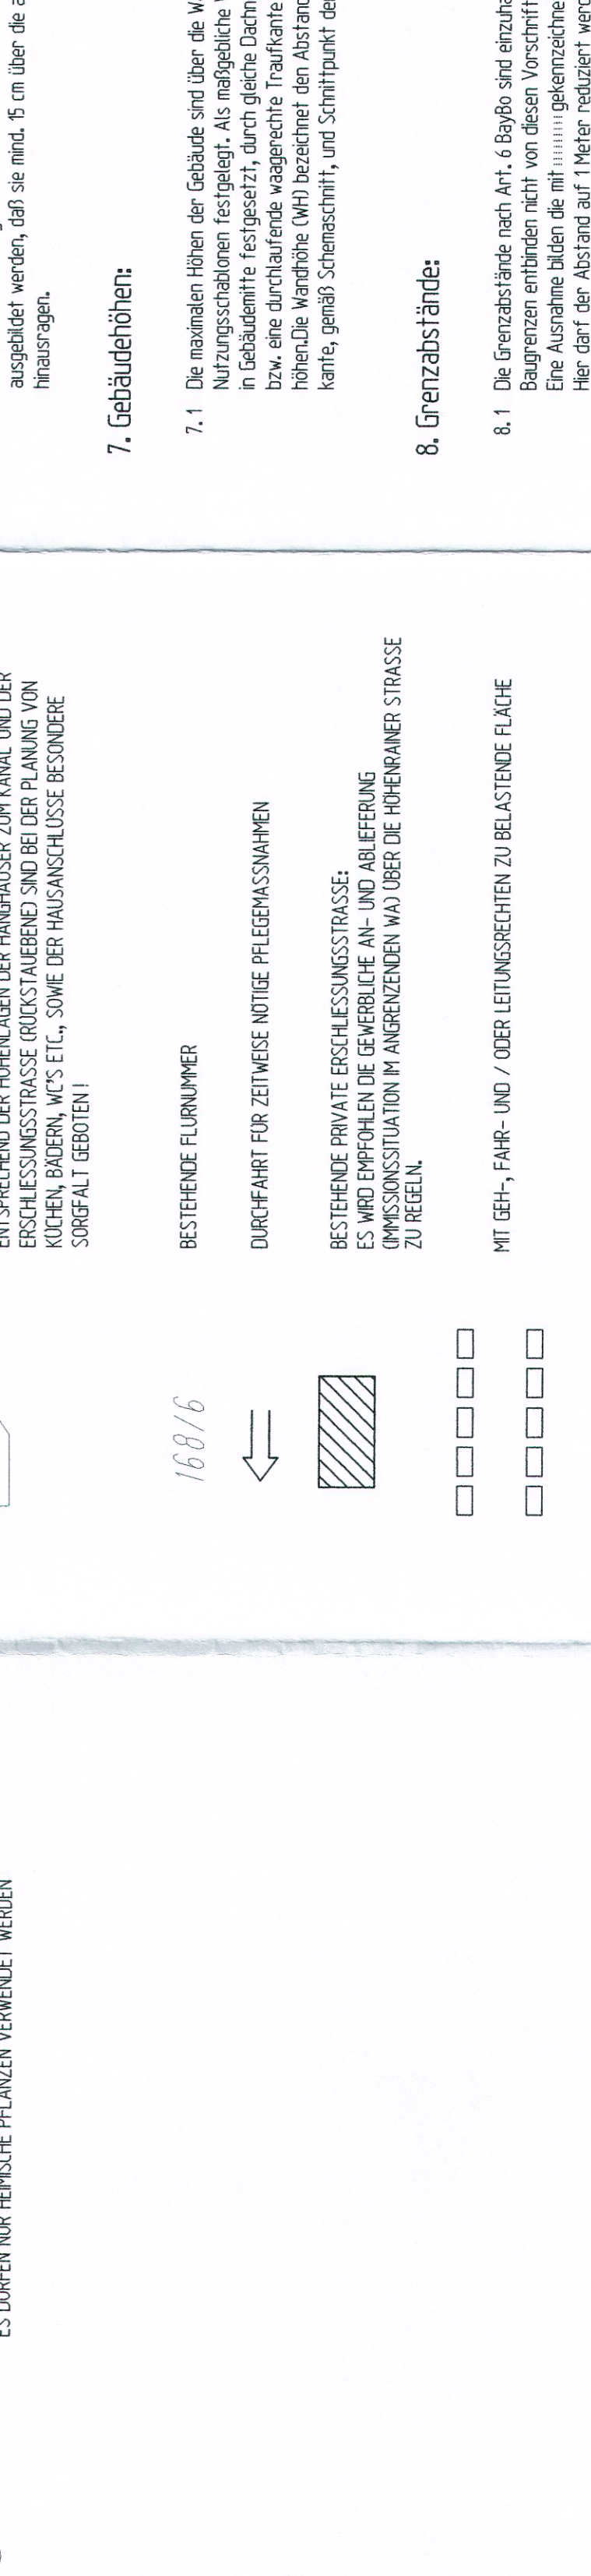 ES DÜRFEN NUR HEIMISCHE PFLANZEN VERWENDET WERDEN
ENTSPRECHEND DER HÖHENLAGEN DER HANGHÄUSER ZUM KANAL UND DER
ERSCHLIESSUNGSSTRASSE (RÜCKSTAUEBENE) SIND BEI DER PLANUNG VON
KÜCHEN, BÄDERN, WC'S ETC., SOWIE DER HAUSANSCHLÜSSE BESONDERE
SORGFALT GEBOTEN !
168/6
BESTEHENDE FLURNUMMER
DURCHFAHRT FÜR ZEITWEISE NÖTIGE PFLEGEMASSNAHMEN
BESTEHENDE PRIVATE ERSCHLIESSUNGSSTRASSE:
ES WIRD EMPFOHLEN DIE GEWERBLICHE AN- UND ABLIEFERUNG
(IMMISSIONSSITUATION IM ANGRENZENDEN WA) ÜBER DIE HÖHENRAINER STRASSE
ZU REGELN.
MIT GEH-, FAHR- UND / ODER LEITUNGSRECHTEN ZU BELASTENDE FLÄCHE
ausgebildet werden, daß sie mind. 15 cm über die
hinausragen.
7. Gebäudehöhen:
7.1 Die maximalen Höhen der Gebäude sind über die
Nutzungsschablonen festgelegt. Als maßgebliche
in Gebäudemitte festgesetzt, durch gleiche
bzw. eine durchlaufende waagerechte Traufkante
höhen.Die Wandhöhe (WH) bezeichnet den
kante, gemäß Schemaschnitt, und Schnittpunkt
8. Grenzabstände:
8.1 Die Grenzabstände nach Art. 6 BayBo sind
Baugrenzen entbinden nicht von diesen
Eine Ausnahme bilden die mit
Hier darf der Abstand auf 1 Meter reduziert